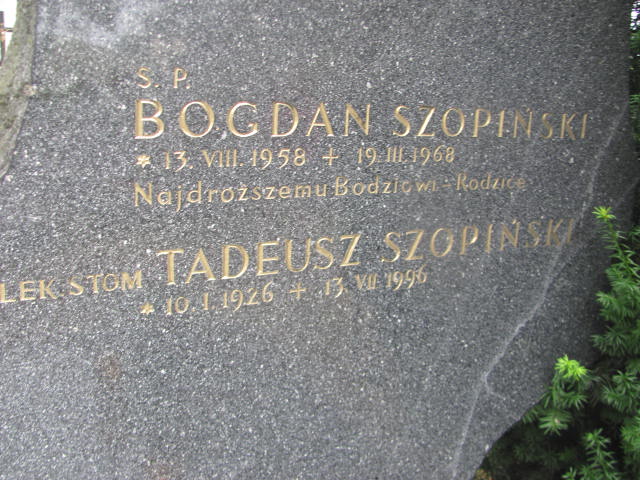 Ś. P.
BOGDAN SZOPIŃSKI
* 13. VIII. 1958 + 19. III. 1968
Najdroższemu Bodziowi - Rodzice
LEK. STOM TADEUSZ SZOPIŃSKI
* 10. I. 1926 + 13. VII 1996